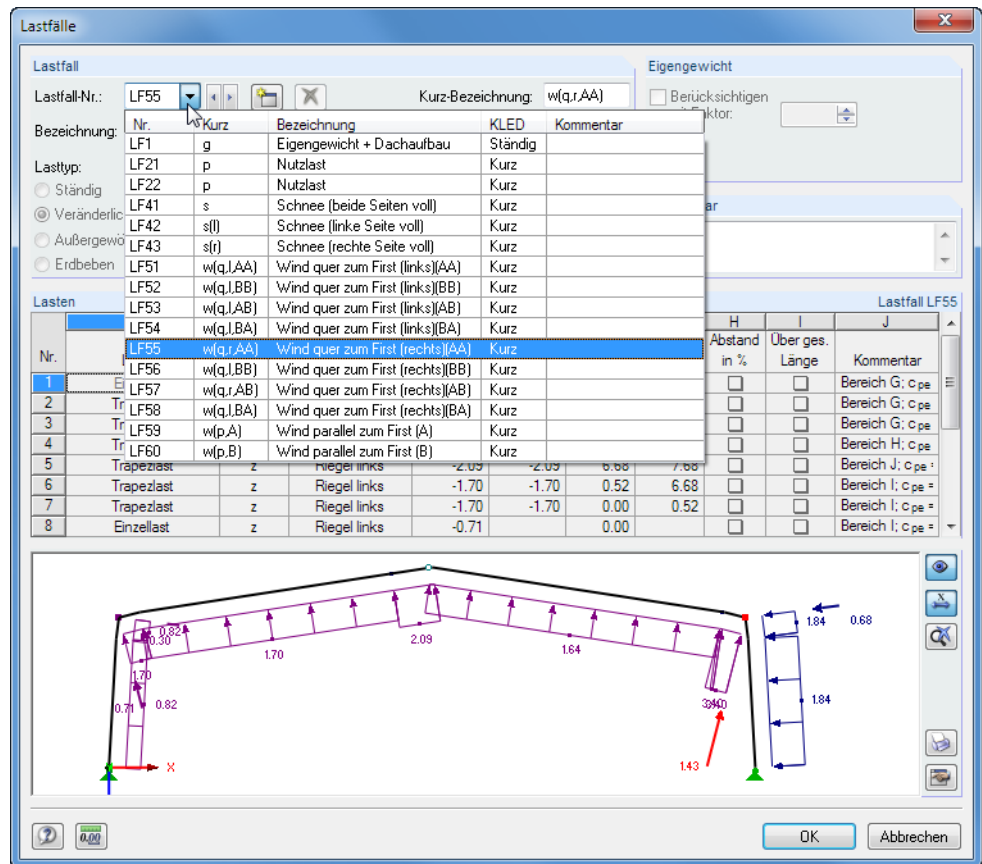 Lastfälle
Lastfall
Eigengewicht
Lastfall-Nr.: LF55 Kurz-Bezeichnung: w(q,r,AA)
Berücksichtigen
Bezeichnung:
Nr. Kurz Bezeichnung KLED Kommentar
LF1 g Eigengewicht + Dachaufbau Ständig
LF21 p Nutzlast Kurz
Lasttyp:
LF22 p Nutzlast Kurz
Ständig
LF41 s Schnee (beide Seiten voll) Kurz
LF42 s(l) Schnee (linke Seite voll) Kurz
LF43 s(r) Schnee (rechte Seite voll) Kurz
Erdbeben
LF51 w(q,l,AA) Wind quer zum First (links)(AA) Kurz
LF52 w(q,l,BB) Wind quer zum First (links)(BB) Kurz
LF53 w(q,l,AB) Wind quer zum First (links)(AB) Kurz
LF54 w(q,l,BA) Wind quer zum First (links)(BA) Kurz
LF55 w(q,r,AA) Wind quer zum First (rechts)(AA) Kurz
LF56 w(q,l,BB) Wind quer zum First (rechts)(BB) Kurz
LF57 w(q,r,AB) Wind quer zum First (rechts)(AB) Kurz
LF58 w(q,l,BA) Wind quer zum First (rechts)(BA) Kurz
LF59 w(p,A) Wind parallel zum First (A) Kurz
LF60 w(p,B) Wind parallel zum First (B) Kurz
Lasten
Lastfall LF55
H I J
Nr.
Abstand in %
Über ges. Länge
Kommentar
1 Bereich G; c pe
2 Bereich G; c pe
3 Bereich G; c pe
4 Bereich H; c pe
5 Trapezlast z Riegel links -2.09 -2.09 6.68 7.68 Bereich J; c pe
6 Trapezlast z Riegel links -1.70 -1.70 0.52 6.68 Bereich I; c pe =
7 Trapezlast z Riegel links -1.70 -1.70 0.00 0.52 Bereich I; c pe =
8 Einzellast z Riegel links -0.71 0.00 Bereich I; c pe =
0.82
0.30
1.70
2.09
1.64
1.84
0.68
1.70
0.71
0.82
1.84
1.43
X
0.00
OK
Abbrechen